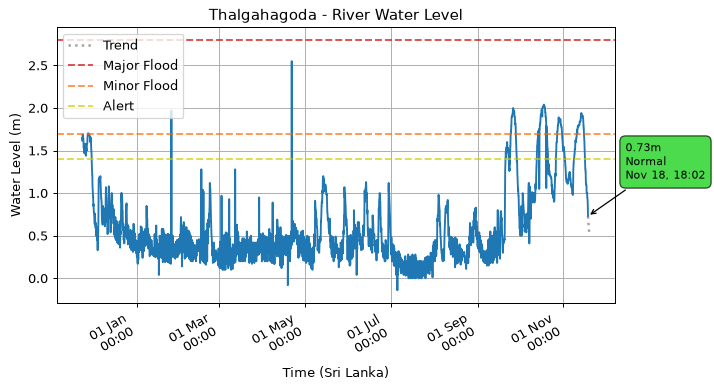 Thalgahagoda - River Water Level
Trend
Major Flood
Minor Flood
Alert
Water Level (m)
2.5
2.0
1.5
1.0
0.5
0.0
0.73m
Normal
Nov 18, 18:02
01 Jan
00:00
01 Mar
00:00
01 May
00:00
01 Jul
00:00
01 Sep
00:00
01 Nov
00:00
Time (Sri Lanka)